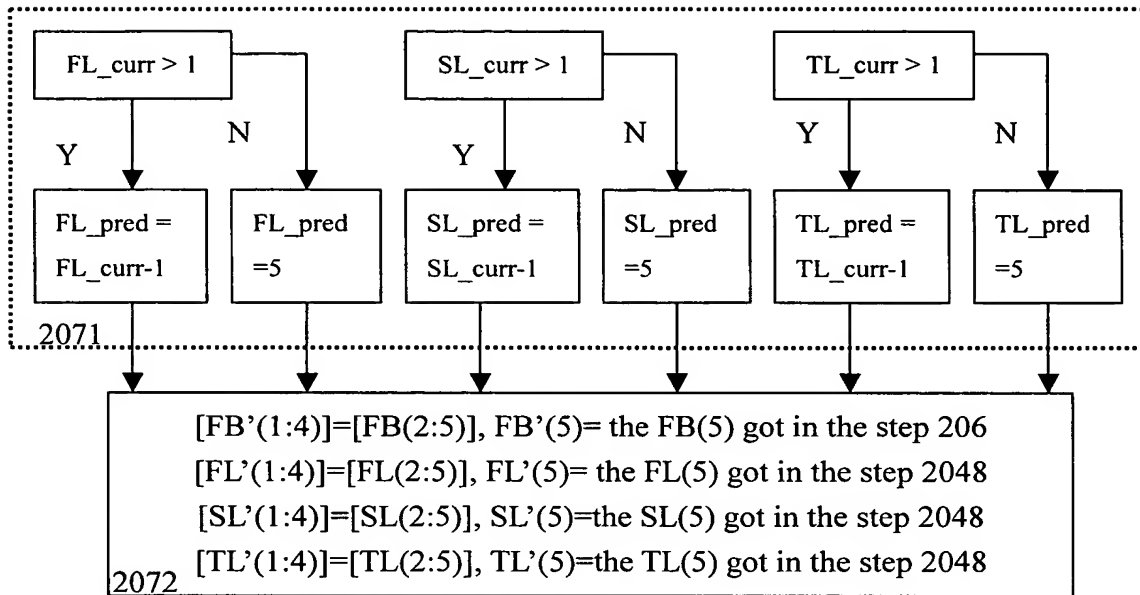 FL_curr > 1
SL_curr > 1
TL_curr > 1
Y
N
Y
N
Y
N
FL_pred =
FL_curr-1
FL_pred
=5
SL_pred =
SL_curr-1
SL_pred
=5
TL_pred =
TL_curr-1
TL_pred
=5
2071
[FB’(1:4)]=[FB(2:5)], FB’(5)= the FB(5) got in the step 206
[FL’(1:4)]=[FL(2:5)], FL’(5)= the FL(5) got in the step 2048
[SL’(1:4)]=[SL(2:5)], SL’(5)=the SL(5) got in the step 2048
[TL’(1:4)]=[TL(2:5)], TL’(5)=the TL(5) got in the step 2048
2072